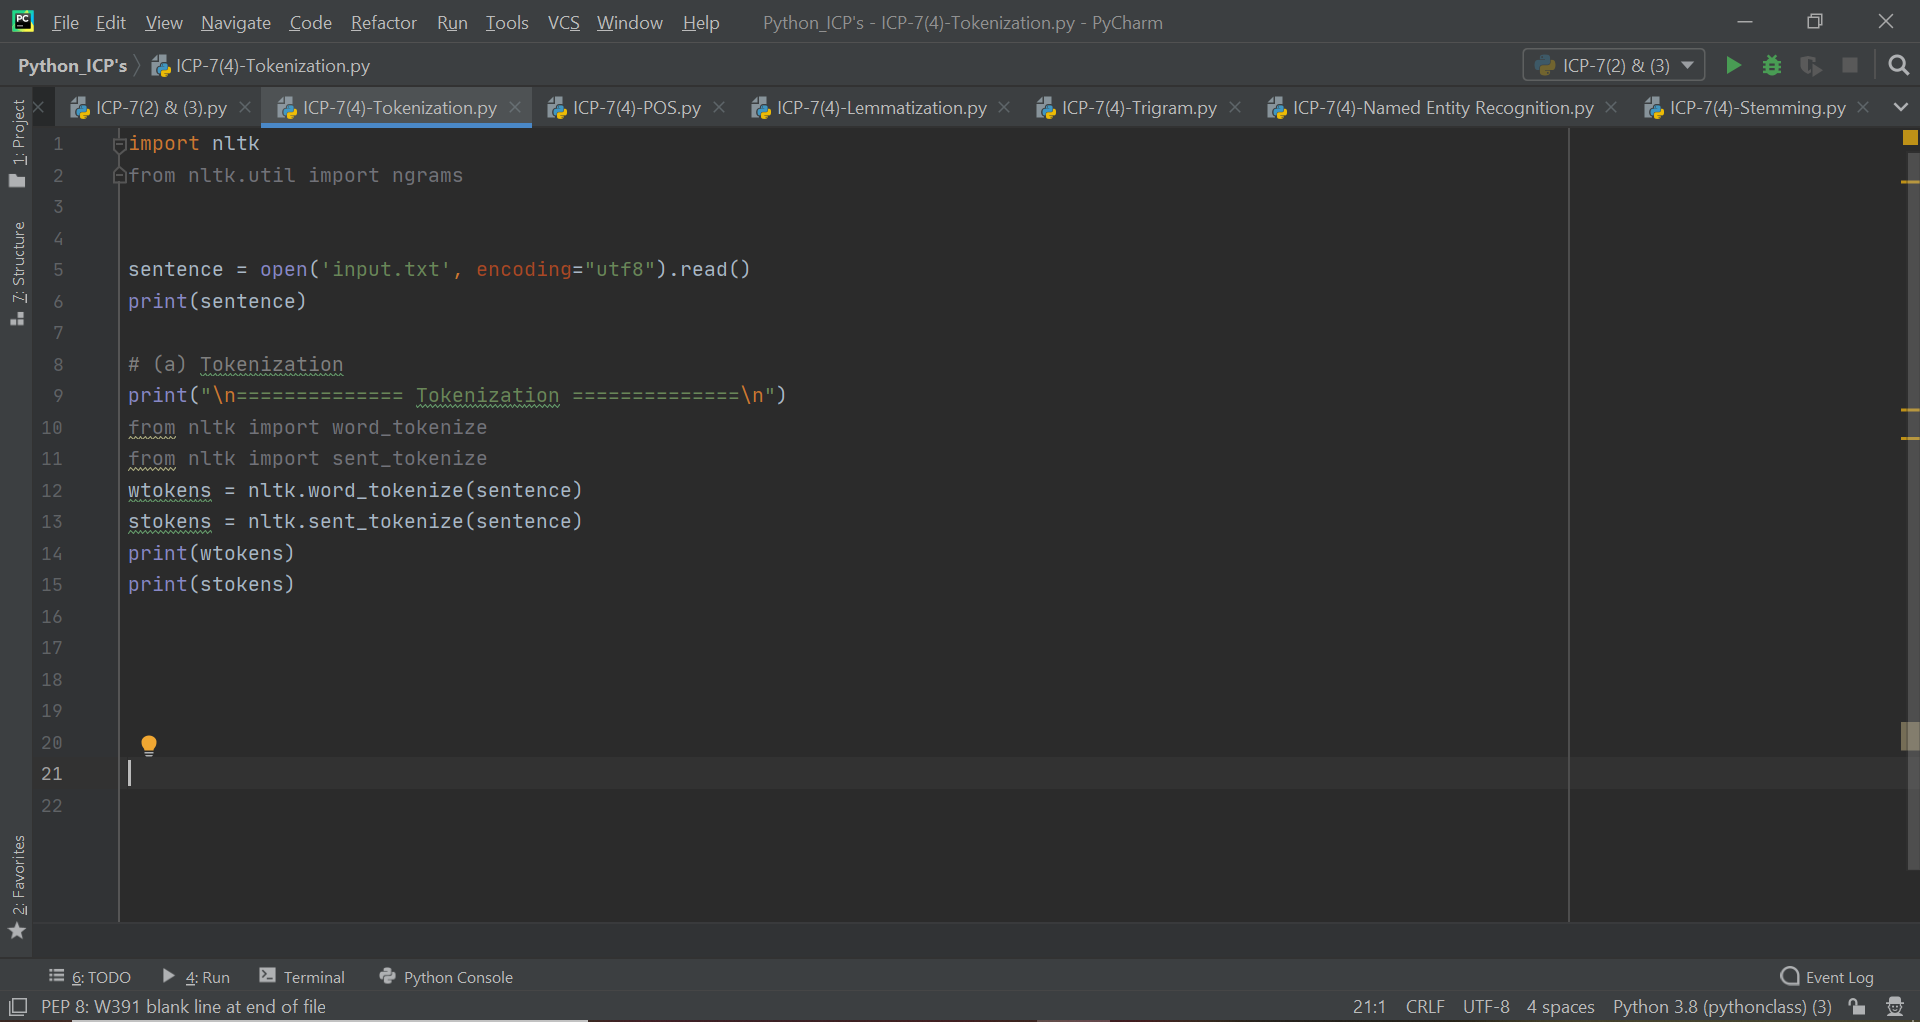 PC File Edit View Navigate Code Refactor Run Tools VCS Window Help Python_ICP's - ICP-7(4)-Tokenization.py - PyCharm
Python_ICP's ICP-7(4)-Tokenization.py ICP-7(2) & (3)
ICP-7(2) & (3).py ICP-7(4)-Tokenization.py ICP-7(4)-POS.py ICP-7(4)-Lemmatization.py ICP-7(4)-Trigram.py ICP-7(4)-Named Entity Recognition.py ICP-7(4)-Stemming.py
1: Project
7: Structure
2: Favorites
1 import nltk
2 from nltk.util import ngrams
3
4
5 sentence = open('input.txt', encoding="utf8").read()
6 print(sentence)
7
8 # (a) Tokenization
9 print("\n============== Tokenization ==============\n")
10 from nltk import word_tokenize
11 from nltk import sent_tokenize
12 wtokens = nltk.word_tokenize(sentence)
13 stokens = nltk.sent_tokenize(sentence)
14 print(wtokens)
15 print(stokens)
16
17
18
19
20
21
22
6: TODO 4: Run Terminal Python Console Event Log
PEP 8: W391 blank line at end of file 21:1 CRLF UTF-8 4 spaces Python 3.8 (pythonclass) (3)